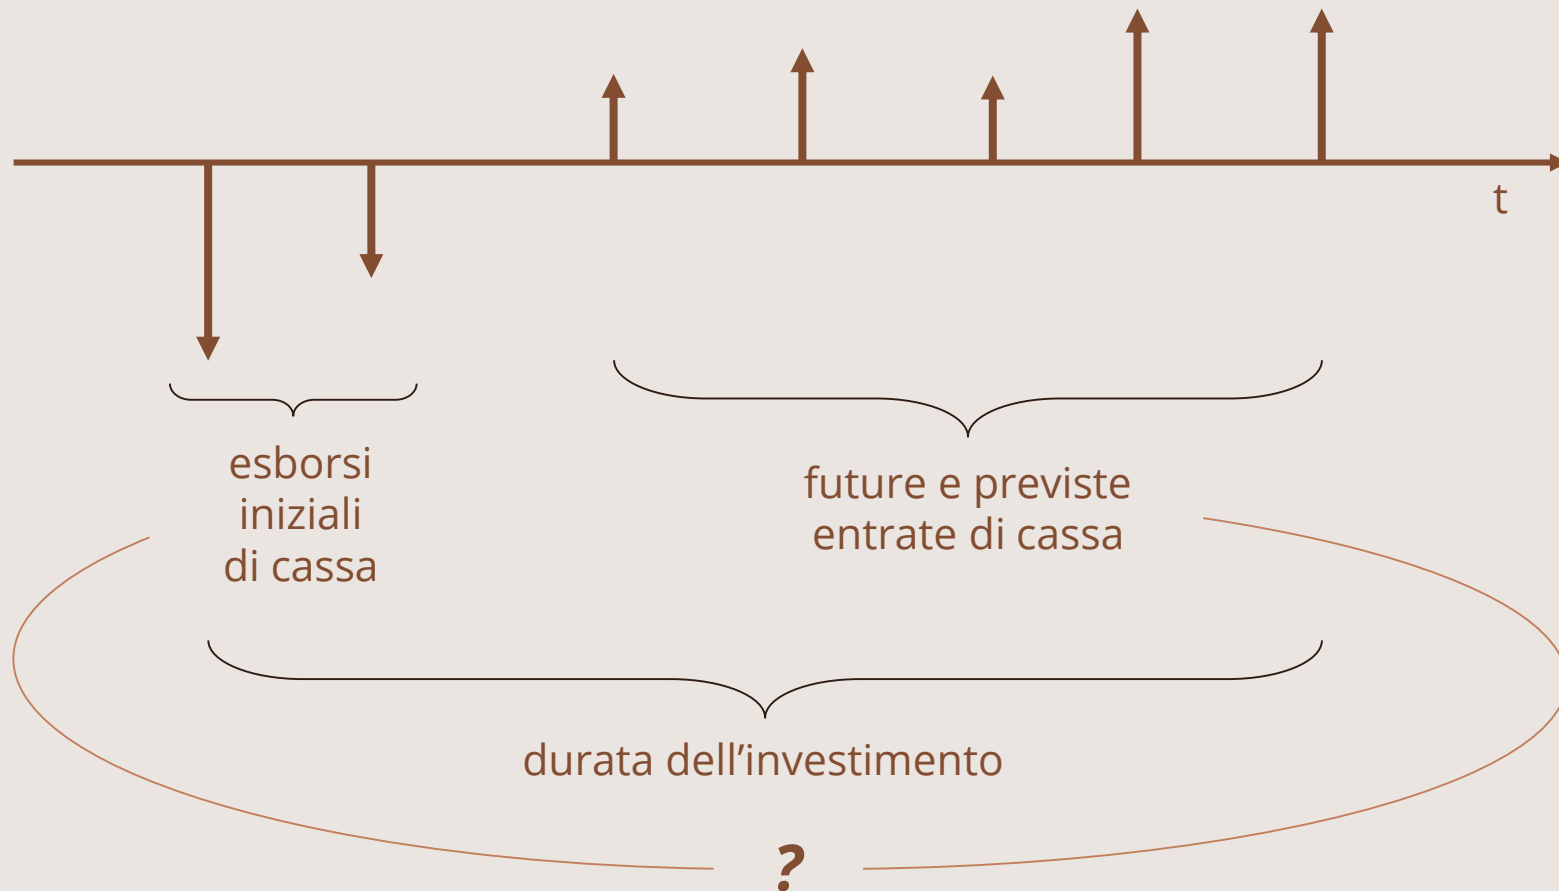 t
esborsi
iniziali
di cassa
future e previste
entrate di cassa
durata dell’investimento
?